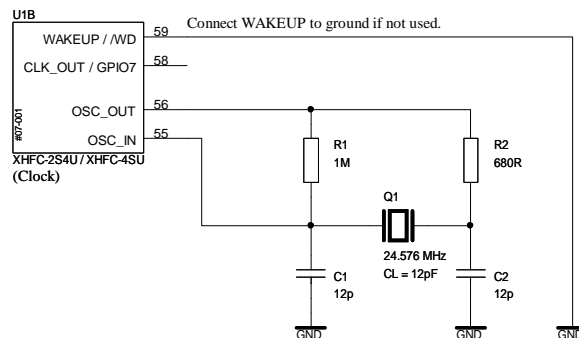 U1B
Connect WAKEUP to ground if not used.
WAKEUP / /WD
59
CLK_OUT / GPIO7
58
OSC_OUT
56
OSC_IN
55
#07-001
XHFC-2S4U / XHFC-4SU
(Clock)
R1
1M
R2
680R
Q1
24.576 MHz
CL = 12pF
C1
12p
C2
12p
GND
GND
GND